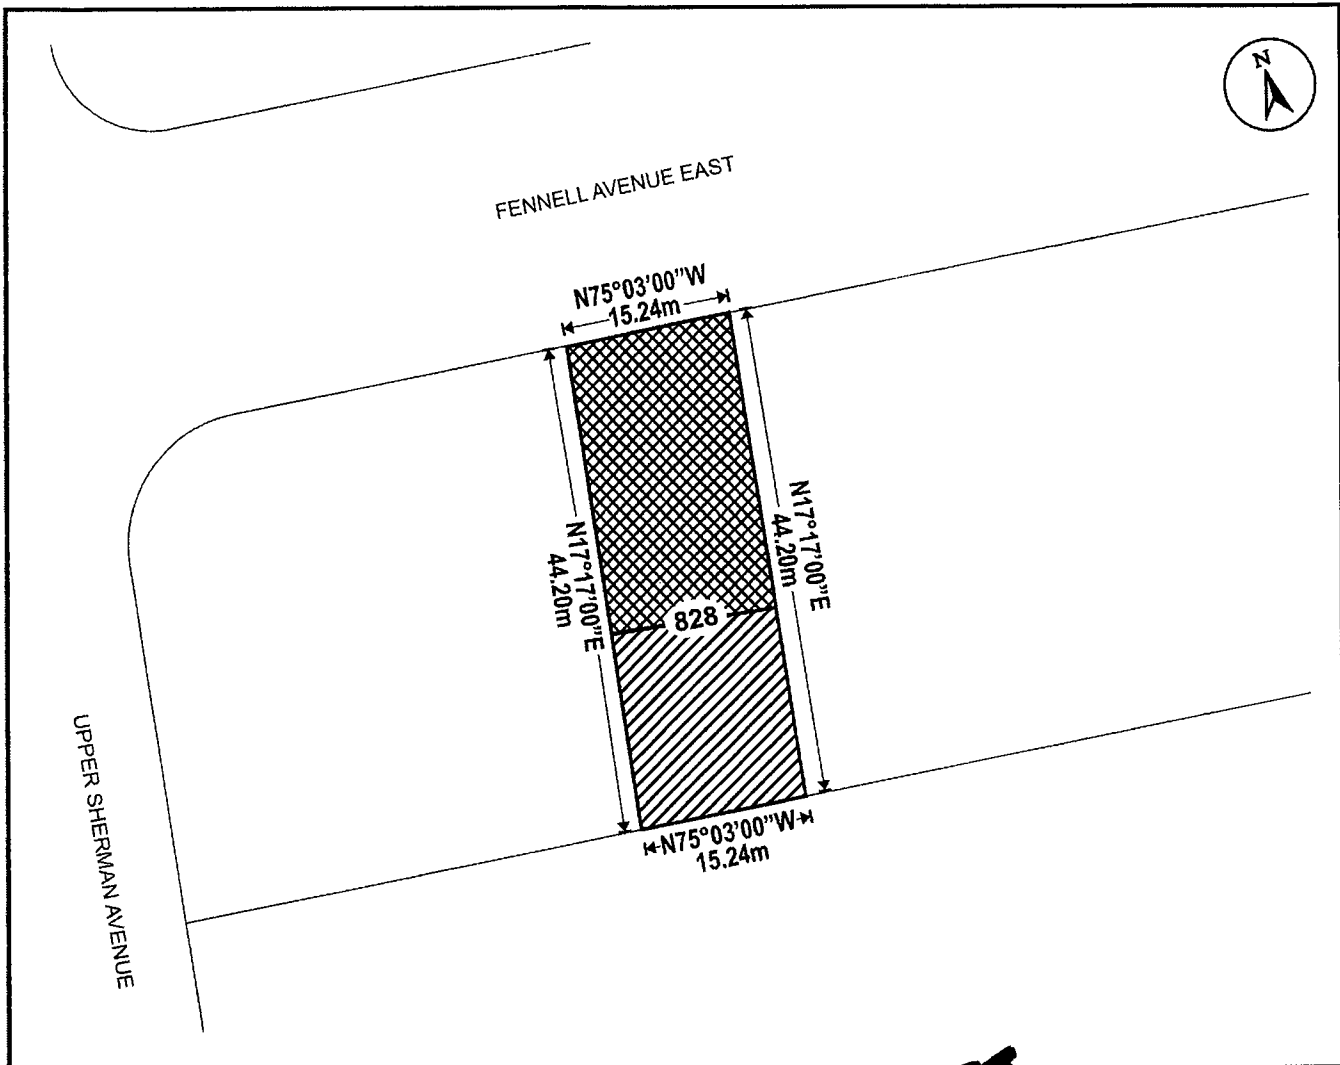 N
FENNELL AVENUE EAST
N75°03'00"W
15.24m
N17°17'00"E
44.20m
N17°17'00"E
44.20m
828
N75°03'00"W
15.24m
UPPER SHERMAN AVENUE